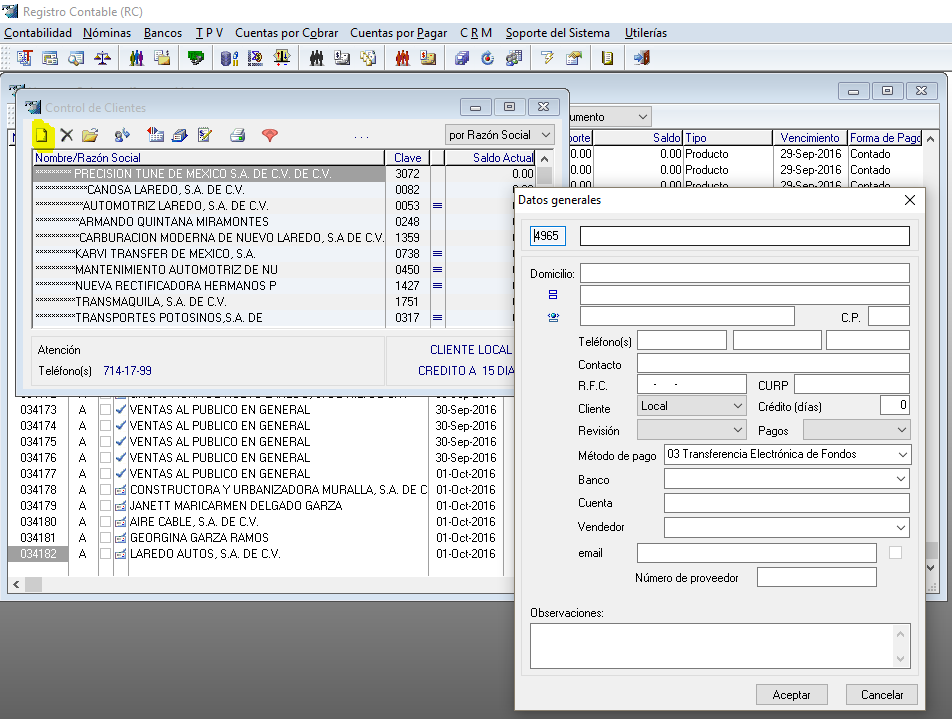 Registro Contable (RC)
Contabilidad Nóminas Bancos T P V Cuentas por Cobrar Cuentas por Pagar C R M Soporte del Sistema Utilerías
Control de Clientes
umento
. . .
por Razón Social
Nombre/Razón Social Clave Saldo Actual
porte Saldo Tipo Vencimiento Forma de Pago
********* PRECISION TUNE DE MEXICO S.A. DE C.V. DE C.V. 3072 0.00
0.00 0.00 Producto 29-Sep-2016 Contado
CANOSA LAREDO, S.A. DE C.V. 0082
0.00 0.00 Producto 29-Sep-2016 Contado
AUTOMOTRIZ LAREDO, S.A. DE C.V. 0053
0.00 0.00 Producto 29-Sep-2016 Contado
ARMANDO QUINTANA MIRAMONTES 0248
CARBURACION MODERNA DE NUEVO LAREDO, S.A DE C.V. 1359
KARVI TRANSFER DE MEXICO, S.A. 0738
MANTENIMIENTO AUTOMOTRIZ DE NU 0450
NUEVA RECTIFICADORA HERMANOS P 1427
TRANSMAQUILA, S.A. DE C.V. 1751
TRANSPORTES POTOSINOS,S.A. DE 0317
Atención CLIENTE LOCAL
Teléfono(s) 714-17-99 CREDITO A 15 DIA
034173 A VENTAS AL PUBLICO EN GENERAL 30-Sep-2016
034174 A VENTAS AL PUBLICO EN GENERAL 30-Sep-2016
034175 A VENTAS AL PUBLICO EN GENERAL 30-Sep-2016
034176 A VENTAS AL PUBLICO EN GENERAL 30-Sep-2016
034177 A VENTAS AL PUBLICO EN GENERAL 01-Oct-2016
034178 A CONSTRUCTORA Y URBANIZADORA MURALLA, S.A. DE C 01-Oct-2016
034179 A JANETT MARICARMEN DELGADO GARZA 01-Oct-2016
034180 A AIRE CABLE, S.A. DE C.V. 01-Oct-2016
034181 A GEORGINA GARZA RAMOS 01-Oct-2016
034182 A LAREDO AUTOS, S.A. DE C.V. 01-Oct-2016
Datos generales
4965
Domicilio:
C.P.
Teléfono(s)
Contacto
R.F.C. - - CURP
Cliente Local Crédito (días) 0
Revisión Pagos
Método de pago 03 Transferencia Electrónica de Fondos
Banco
Cuenta
Vendedor
email
Número de proveedor
Observaciones:
Aceptar Cancelar